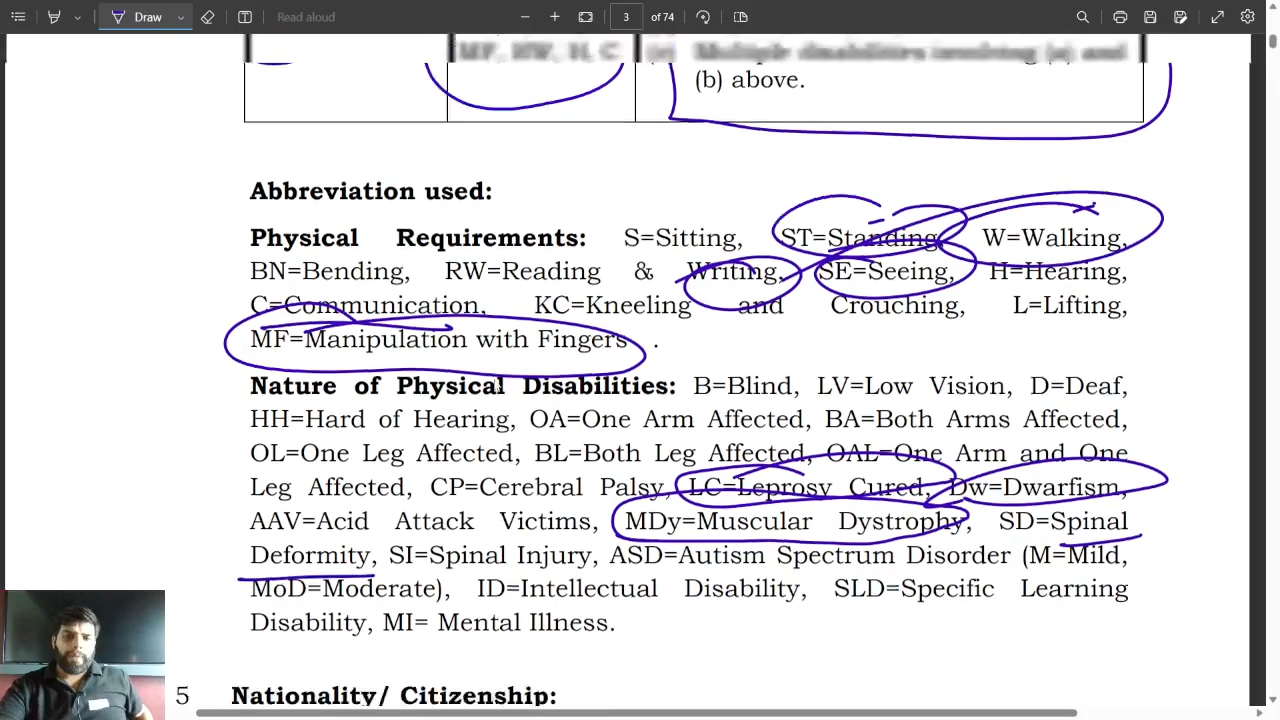 Draw
Read aloud
3 of 74
(b) above.
Abbreviation used:
Physical Requirements: S=Sitting, ST=Standing, W=Walking,
BN=Bending, RW=Reading & Writing, SE=Seeing, H=Hearing,
C=Communication, KC=Kneeling and Crouching, L=Lifting,
MF=Manipulation with Fingers .
Nature of Physical Disabilities: B=Blind, LV=Low Vision, D=Deaf,
HH=Hard of Hearing, OA=One Arm Affected, BA=Both Arms Affected,
OL=One Leg Affected, BL=Both Leg Affected, OAL=One Arm and One
Leg Affected, CP=Cerebral Palsy, LC=Leprosy Cured, Dw=Dwarfism,
AAV=Acid Attack Victims, MDy=Muscular Dystrophy, SD=Spinal
Deformity, SI=Spinal Injury, ASD=Autism Spectrum Disorder (M=Mild,
MoD=Moderate), ID=Intellectual Disability, SLD=Specific Learning
Disability, MI= Mental Illness.
5 Nationality/ Citizenship: